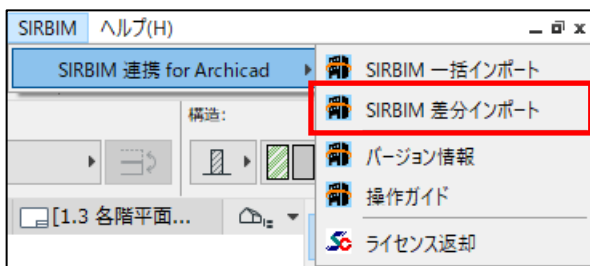 SIRBIM ヘルプ(H)
SIRBIM 連携 for Archicad
SIRBIM 一括インポート
SIRBIM 差分インポート
バージョン情報
操作ガイド
ライセンス返却
構造:
[1.3 各階平面...